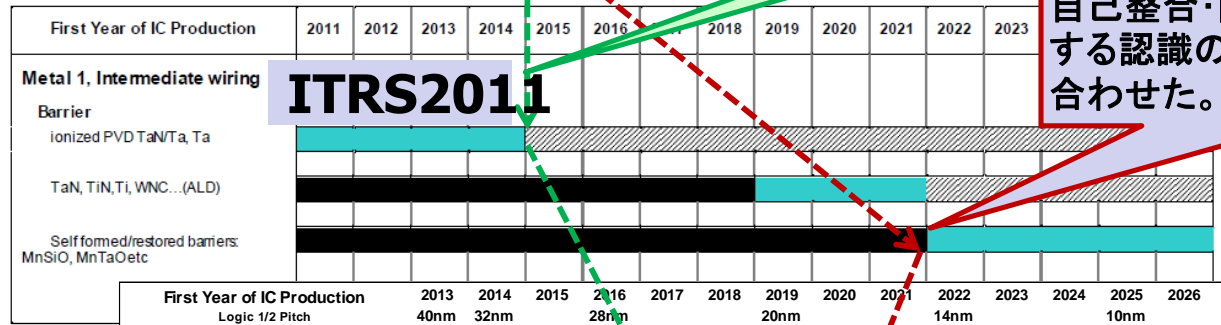 First Year of IC Production 2011 2012 2013 2014 2015 2016 2017 2018 2019 2020 2021 2022 2023
自己整合・
する認識の
合わせた。
Metal 1, Intermediate wiring
ITRS2011
Barrier
ionized PVD TaN/Ta, Ta
TaN, TiN,Ti, WNC...(ALD)
Self formed/restored barriers:
MnSiO, MnTaOetc
First Year of IC Production 2013 2014 2015 2016 2017 2018 2019 2020 2021 2022 2023 2024 2025 2026
Logic 1/2 Pitch 40nm 32nm 28nm 20nm 14nm 10nm